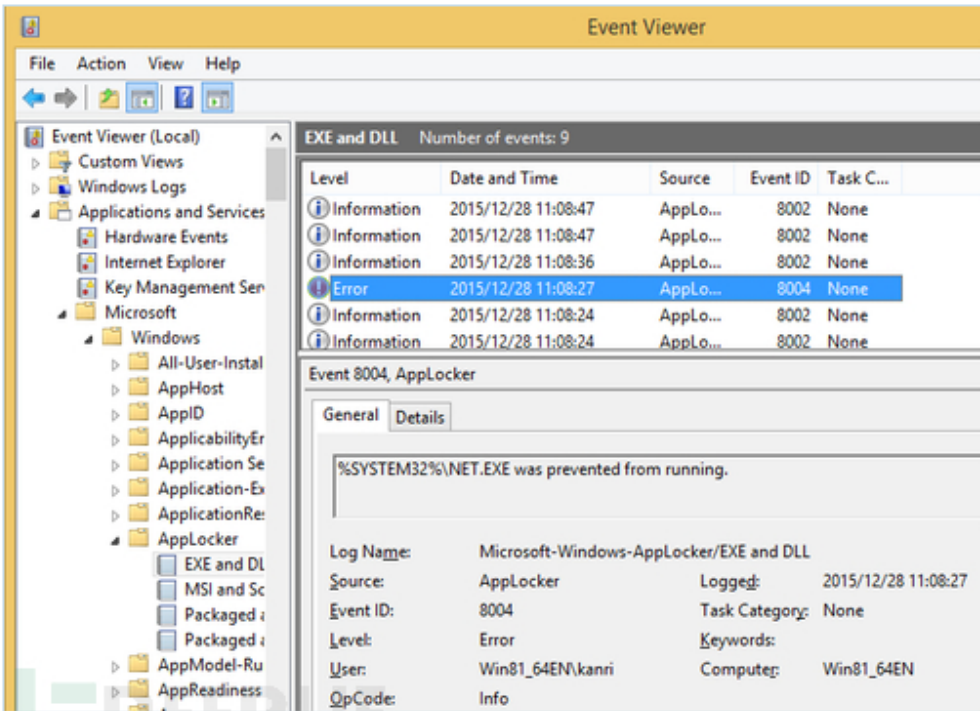 Event Viewer
File Action View Help
Event Viewer (Local)
Custom Views
Windows Logs
Applications and Services
Hardware Events
Internet Explorer
Key Management Ser
Microsoft
Windows
All-User-Instal
AppHost
AppID
ApplicabilityEr
Application Se
Application-Ex
ApplicationRe:
AppLocker
EXE and DL
MSI and Sc
Packaged a
Packaged a
AppModel-Ru
AppReadiness
EXE and DLL Number of events: 9
Level Date and Time Source Event ID Task C...
Information 2015/12/28 11:08:47 AppLo... 8002 None
Information 2015/12/28 11:08:47 AppLo... 8002 None
Information 2015/12/28 11:08:36 AppLo... 8002 None
Error 2015/12/28 11:08:27 AppLo... 8004 None
Information 2015/12/28 11:08:24 AppLo... 8002 None
Information 2015/12/28 11:08:24 AppLo... 8002 None
Event 8004, AppLocker
General Details
%SYSTEM32%\NET.EXE was prevented from running.
Log Name: Microsoft-Windows-AppLocker/EXE and DLL
Source: AppLocker Logged: 2015/12/28 11:08:27
Event ID: 8004 Task Category: None
Level: Error Keywords:
User: Win81_64EN\kanri Computer: Win81_64EN
OpCode: Info